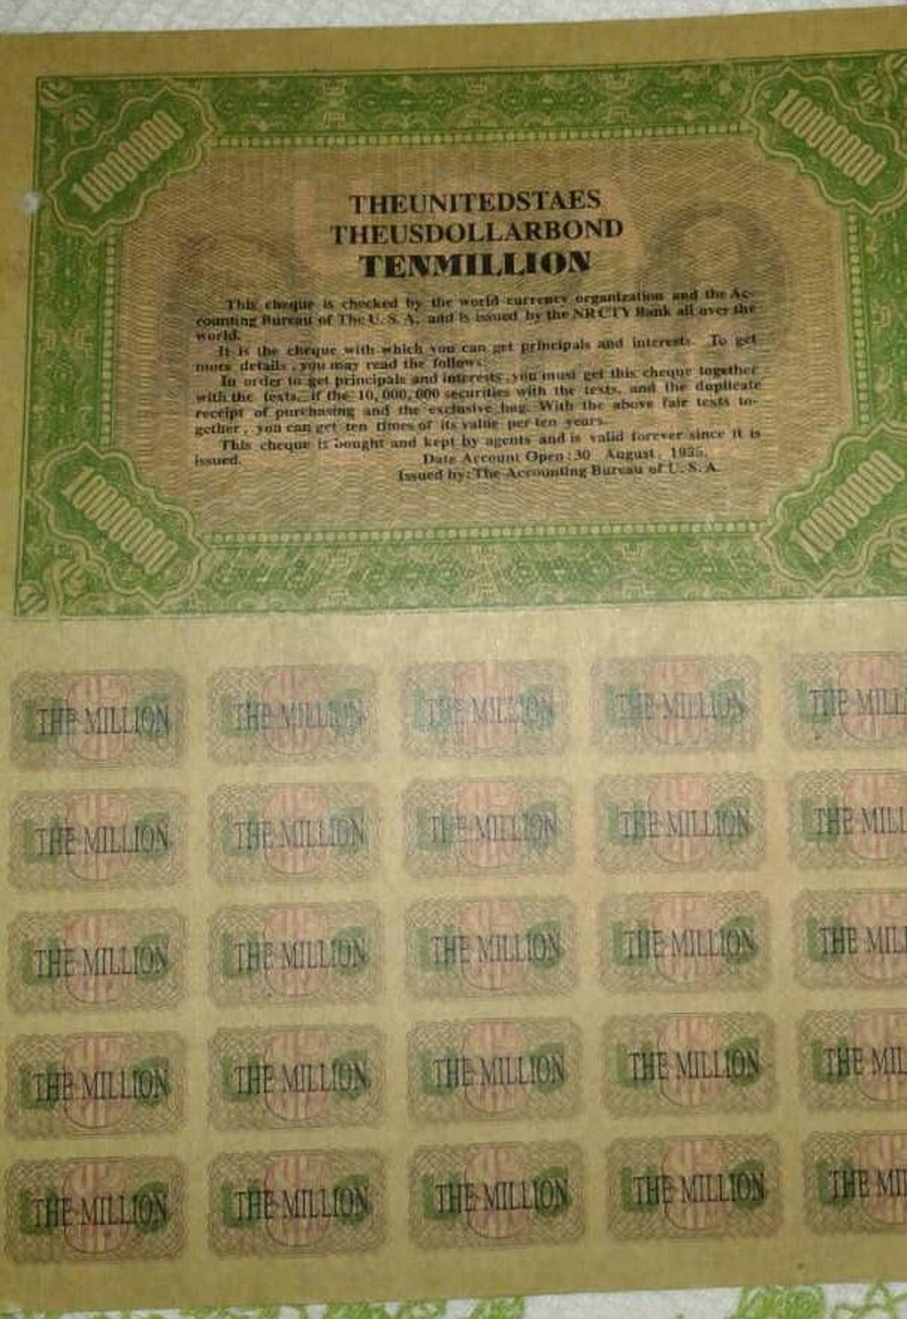 10000000 10000000
THEUNITEDSTAES
THEUSDOLLARBOND
TENMILLION
This cheque is checked by the world currency organization and the Ac-
counting Bureau of The U. S. A. and is issued by the NRCTY Bank all over the
world.
It is the cheque with which you can get principals and interests. To get
more details , you may read the follows:
In order to get principals and interests , you must get this cheque together
with the texts, if the 10, 000, 000 securities with the texts, and the duplicate
receipt of purchasing and the exclusive bag. With the above fair texts to-
gether , you can get ten times of its value per ten years.
This cheque is bought and kept by agents and is valid forever since it is
issued. Date Account Open : 30 August , 1935.
Issued by: The Accounting Bureau of U. S. A.
10000000 10000000
THE MILLION THE MILLION THE MILLION THE MILLION THE MILL
THE MILLION THE MILLION THE MILLION THE MILLION THE MILL
THE MILLION THE MILLION THE MILLION THE MILLION THE MILL
THE MILLION THE MILLION THE MILLION THE MILLION THE MIL
THE MILLION THE MILLION THE MILLION THE MILLION THE MIL